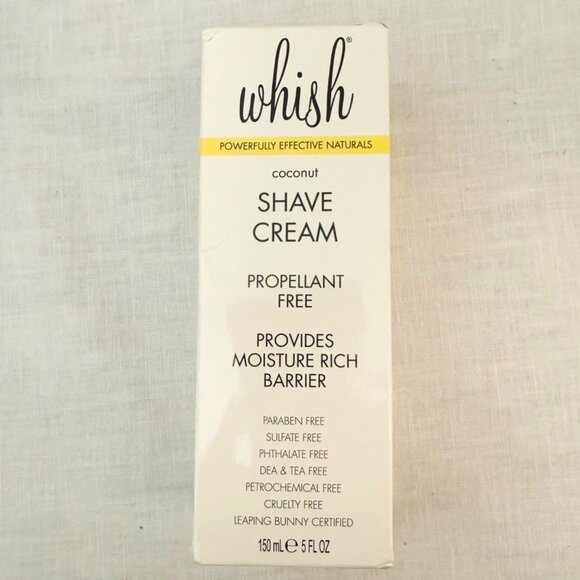 whish®
POWERFULLY EFFECTIVE NATURALS
coconut
SHAVE
CREAM
PROPELLANT
FREE
PROVIDES
MOISTURE RICH
BARRIER
PARABEN FREE
SULFATE FREE
PHTHALATE FREE
DEA & TEA FREE
PETROCHEMICAL FREE
CRUELTY FREE
LEAPING BUNNY CERTIFIED
150 mL ℮ 5 FL OZ